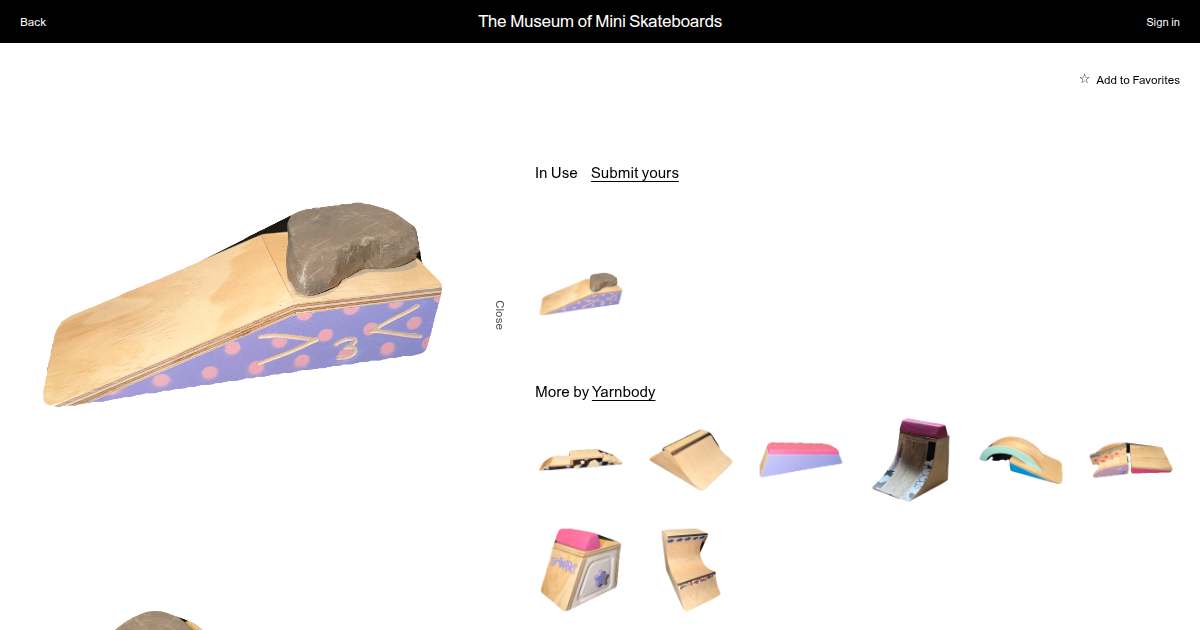 Back
The Museum of Mini Skateboards
Sign in
☆ Add to Favorites
In Use Submit yours
Close
More by Yarnbody